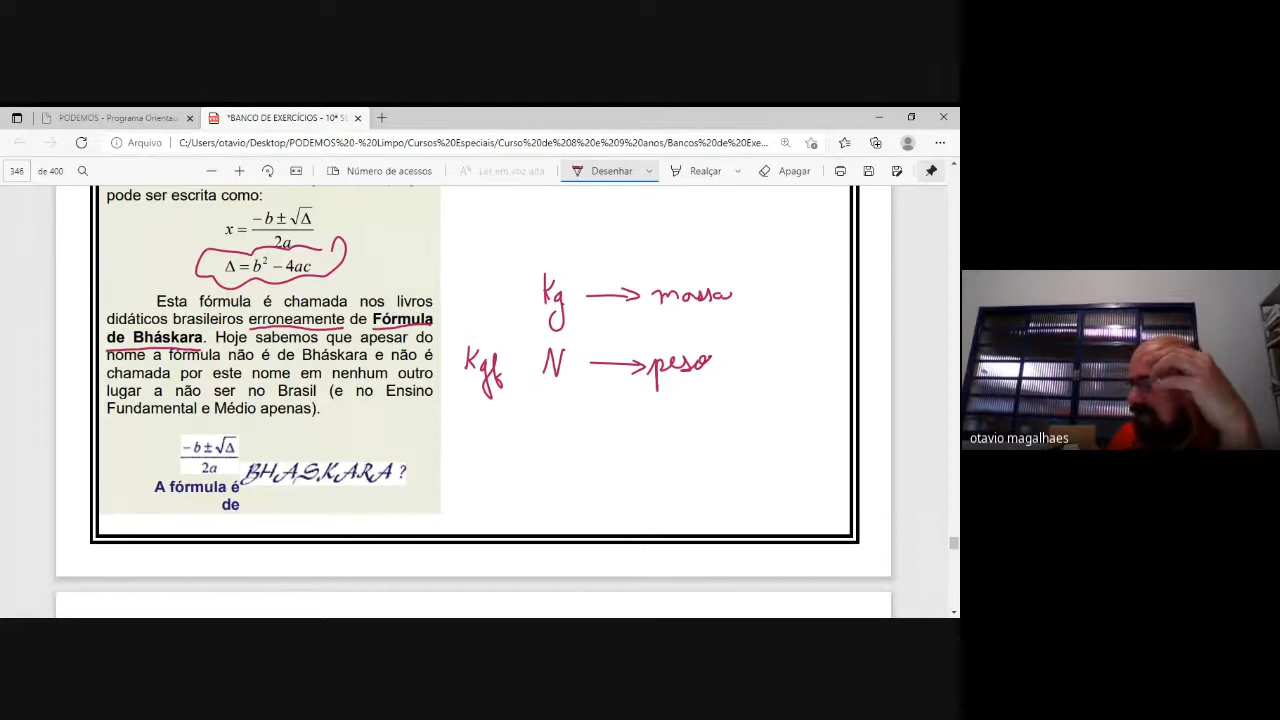 PODEMOS - Programa Orienta
*BANCO DE EXERCÍCIOS - 10ª S
Arquivo
C:/Users/otavio/Desktop/PODEMOS%20-%20Limpo/Cursos%20Especiais/Curso%20de%208%20e%209%20anos/Bancos%20de%20Exe...
346 de 400
Número de acessos
Ler em voz alta
Desenhar
Realçar
Apagar
pode ser escrita como:
x = −b ± √Δ / 2a
Δ = b² − 4ac
Esta fórmula é chamada nos livros
didáticos brasileiros erroneamente de Fórmula
de Bháskara. Hoje sabemos que apesar do
nome a fórmula não é de Bháskara e não é
chamada por este nome em nenhum outro
lugar a não ser no Brasil (e no Ensino
Fundamental e Médio apenas).
−b ± √Δ / 2a
A fórmula é
de
BHASKARA ?
Kg → massa
Kgf N → peso
otavio magalhaes